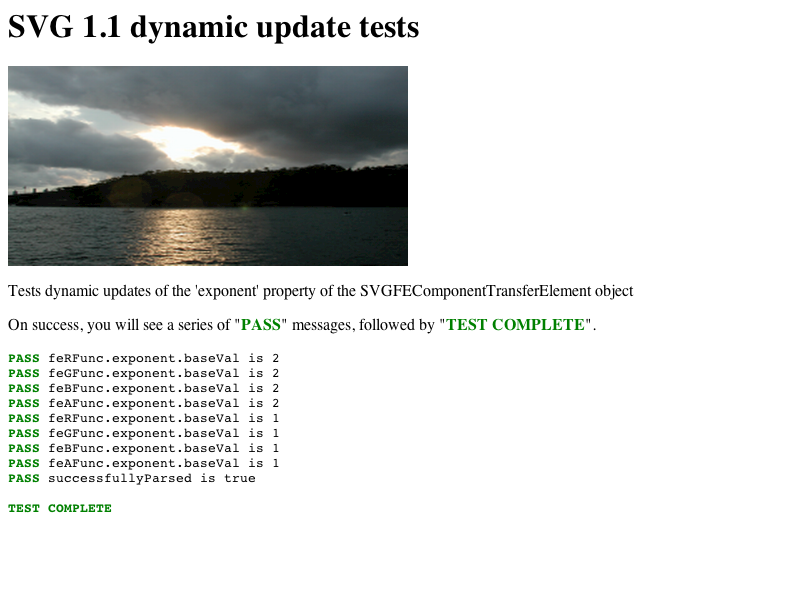 SVG 1.1 dynamic update tests
Tests dynamic updates of the 'exponent' property of the SVGFEComponentTransferElement object
On success, you will see a series of "PASS" messages, followed by "TEST COMPLETE".
PASS feRFunc.exponent.baseVal is 2
PASS feGFunc.exponent.baseVal is 2
PASS feBFunc.exponent.baseVal is 2
PASS feAFunc.exponent.baseVal is 2
PASS feRFunc.exponent.baseVal is 1
PASS feGFunc.exponent.baseVal is 1
PASS feBFunc.exponent.baseVal is 1
PASS feAFunc.exponent.baseVal is 1
PASS successfullyParsed is true
TEST COMPLETE